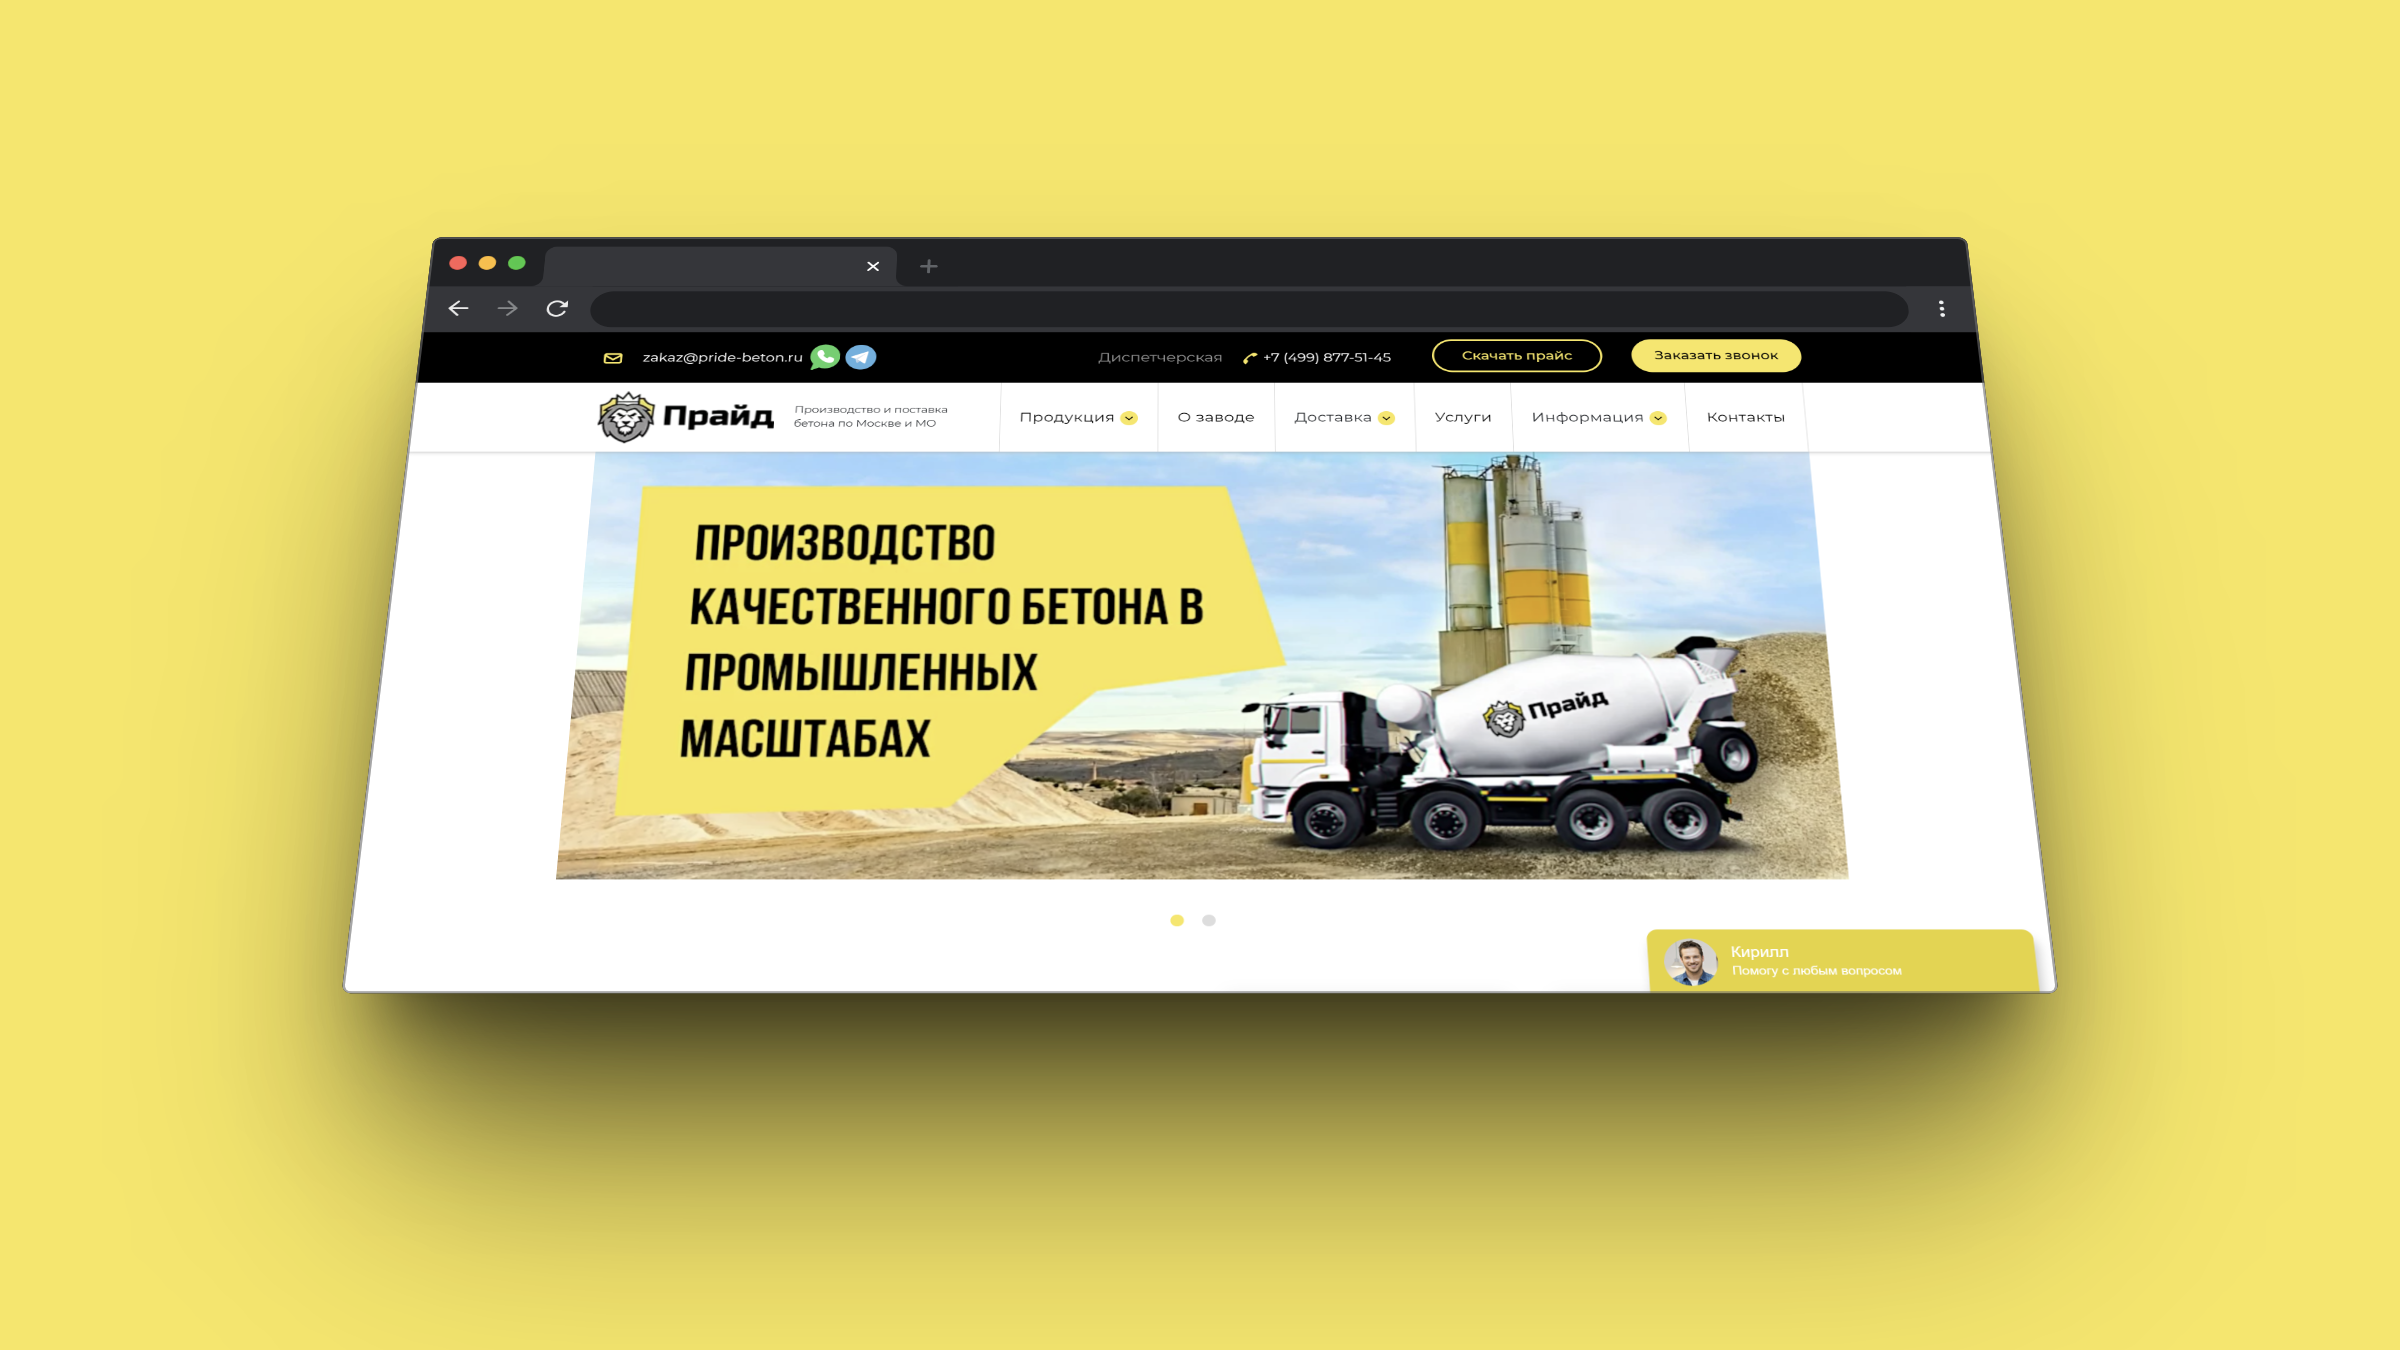 zakaz@pride-beton.ru
Диспетчерская +7 (499) 877-51-45
Скачать прайс
Заказать звонок
Прайд
Производство и поставка
бетона по Москве и МО
Продукция
О заводе
Доставка
Услуги
Информация
Контакты
ПРОИЗВОДСТВО
КАЧЕСТВЕННОГО БЕТОНА В
ПРОМЫШЛЕННЫХ
МАСШТАБАХ
Прайд
Кирилл
Помогу с любым вопросом